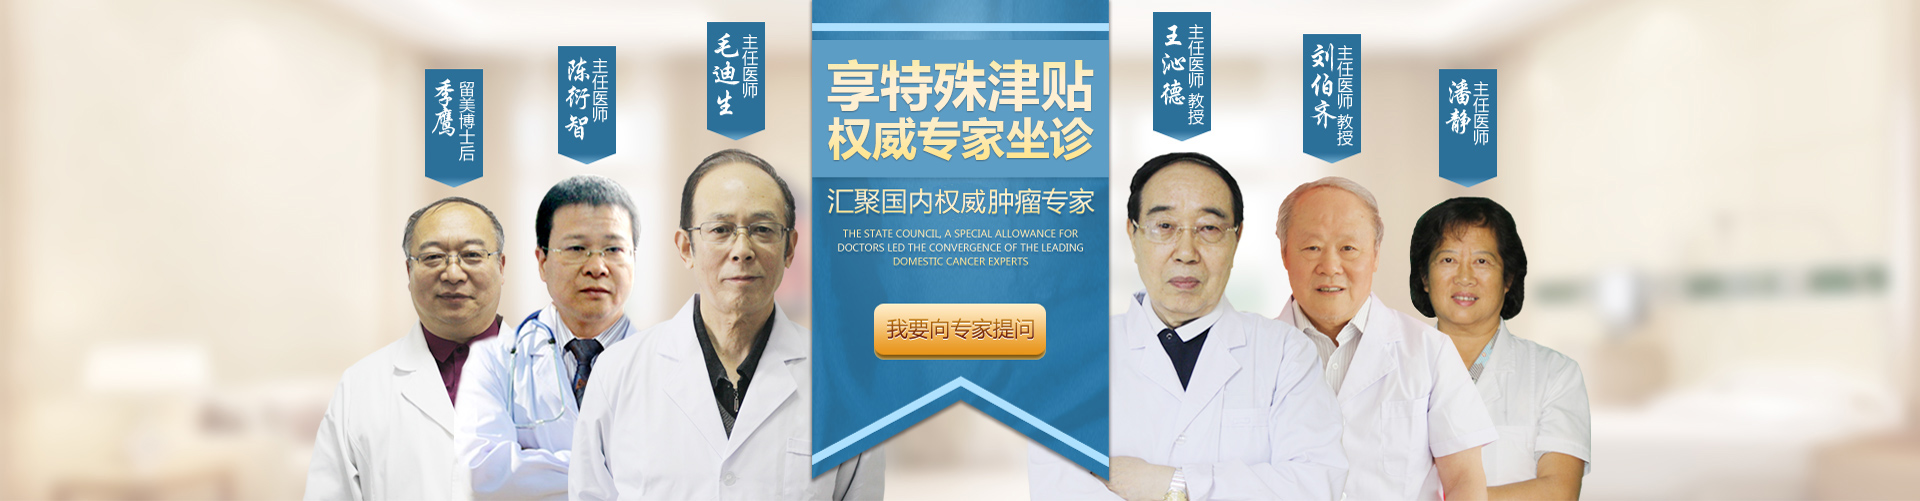 留美博士后
季鹰
主任医师
陈衍智
主任医师
毛迪生
享特殊津贴
权威专家坐诊
汇聚国内权威肿瘤专家
THE STATE COUNCIL, A SPECIAL ALLOWANCE FOR
DOCTORS LED THE CONVERGENCE OF THE LEADING
DOMESTIC CANCER EXPERTS
我要向专家提问
主任医师 教授
王沁德
主任医师 教授
刘伯齐
主任医师
潘静